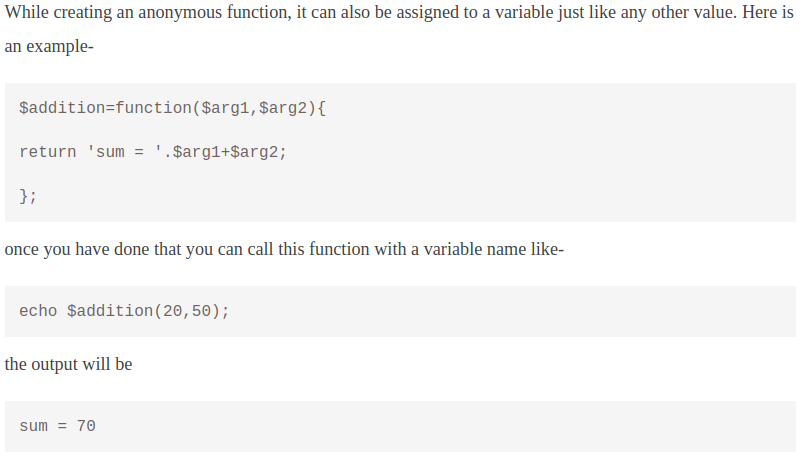 While creating an anonymous function, it can also be assigned to a variable just like any other value. Here is
an example-
$addition=function($arg1,$arg2){
return 'sum = '.$arg1+$arg2;
};
once you have done that you can call this function with a variable name like-
echo $addition(20,50);
the output will be
sum = 70